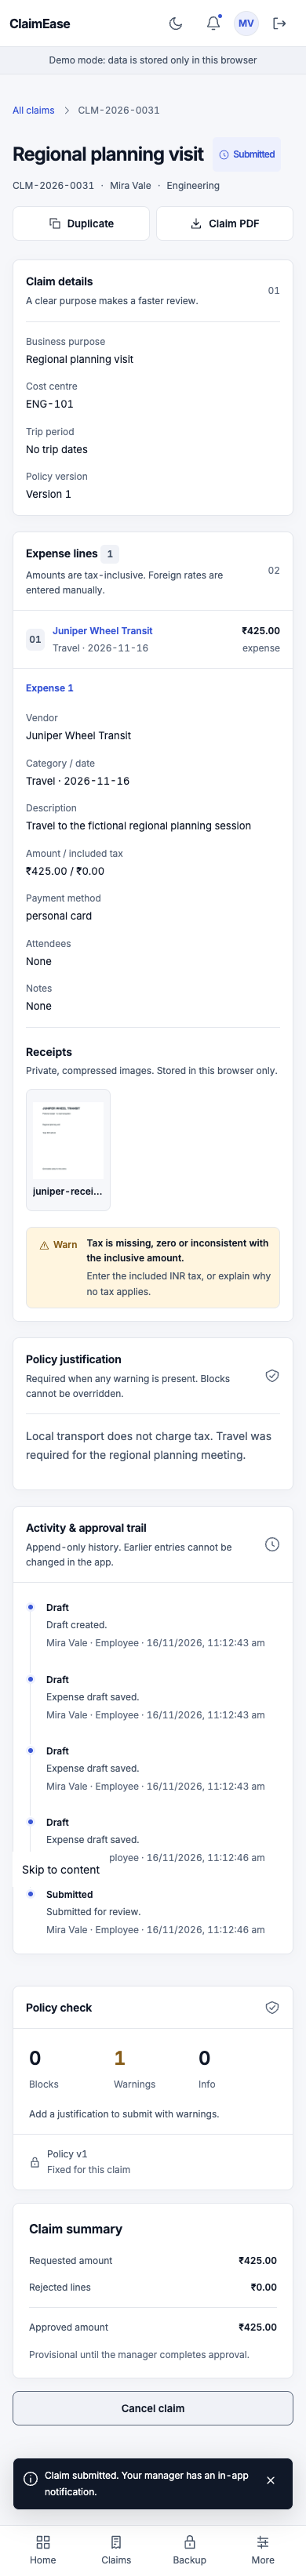 ClaimEase
MV
Demo mode: data is stored only in this browser
All claims
CLM-2026-0031
Regional planning visit
Submitted
CLM-2026-0031 · Mira Vale · Engineering
Duplicate
Claim PDF
Claim details
A clear purpose makes a faster review.
01
Business purpose
Regional planning visit
Cost centre
ENG-101
Trip period
No trip dates
Policy version
Version 1
Expense lines 1
Amounts are tax-inclusive. Foreign rates are
entered manually.
02
01
Juniper Wheel Transit
₹425.00
Travel · 2026-11-16
expense
Expense 1
Vendor
Juniper Wheel Transit
Category / date
Travel · 2026-11-16
Description
Travel to the fictional regional planning session
Amount / included tax
₹425.00 / ₹0.00
Payment method
personal card
Attendees
None
Notes
None
Receipts
Private, compressed images. Stored in this browser only.
JUNIPER WHEEL TRANSIT
juniper-recei...
Warn
Tax is missing, zero or inconsistent with
the inclusive amount.
Enter the included INR tax, or explain why
no tax applies.
Policy justification
Required when any warning is present. Blocks
cannot be overridden.
Local transport does not charge tax. Travel was
required for the regional planning meeting.
Activity & approval trail
Append-only history. Earlier entries cannot be
changed in the app.
Draft
Draft created.
Mira Vale · Employee · 16/11/2026, 11:12:43 am
Draft
Expense draft saved.
Mira Vale · Employee · 16/11/2026, 11:12:43 am
Draft
Expense draft saved.
Mira Vale · Employee · 16/11/2026, 11:12:43 am
Draft
Expense draft saved.
ployee · 16/11/2026, 11:12:46 am
Skip to content
Submitted
Submitted for review.
Mira Vale · Employee · 16/11/2026, 11:12:46 am
Policy check
0
1
0
Blocks
Warnings
Info
Add a justification to submit with warnings.
Policy v1
Fixed for this claim
Claim summary
Requested amount
₹425.00
Rejected lines
₹0.00
Approved amount
₹425.00
Provisional until the manager completes approval.
Cancel claim
Claim submitted. Your manager has an in-app
notification.
Home
Claims
Backup
More